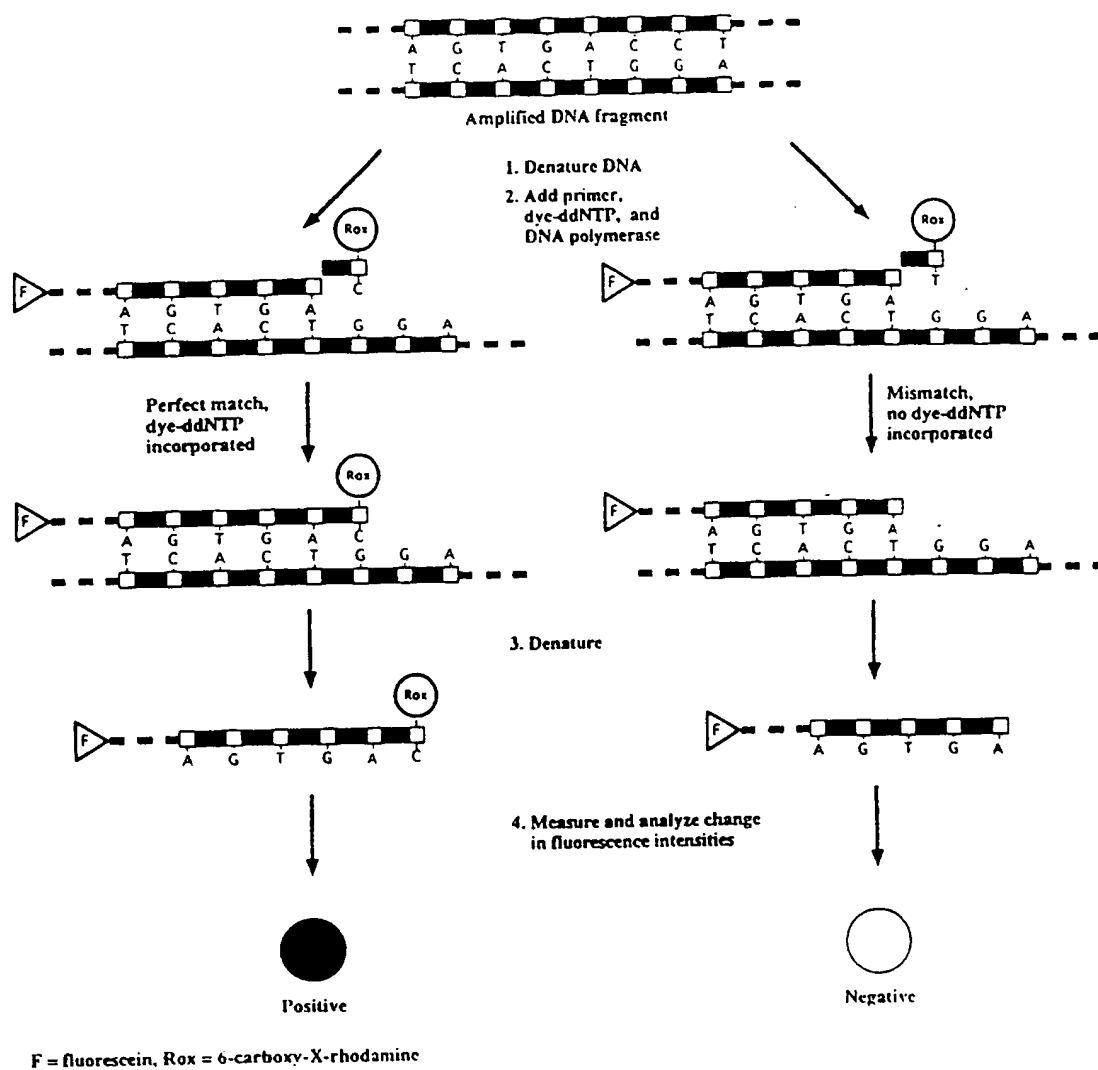 A G T G A C C T
T C A C T G G A
Amplified DNA fragment
1. Denature DNA
2. Add primer,
dye-ddNTP, and
DNA polymerase
Rox
Rox
F
C
A G T G A
T C A C T G G A
F
T
A G T G A
T C A C T G G A
Perfect match,
dye-ddNTP
incorporated
Mismatch,
no dye-ddNTP
incorporated
Rox
F
A G T G A C
T C A C T G G A
F
A G T G A
T C A C T G G A
3. Denature
Rox
F
A G T G A C
F
A G T G A
4. Measure and analyze change
in fluorescence intensities
Positive
Negative
F = fluorescein, Rox = 6-carboxy-X-rhodamine